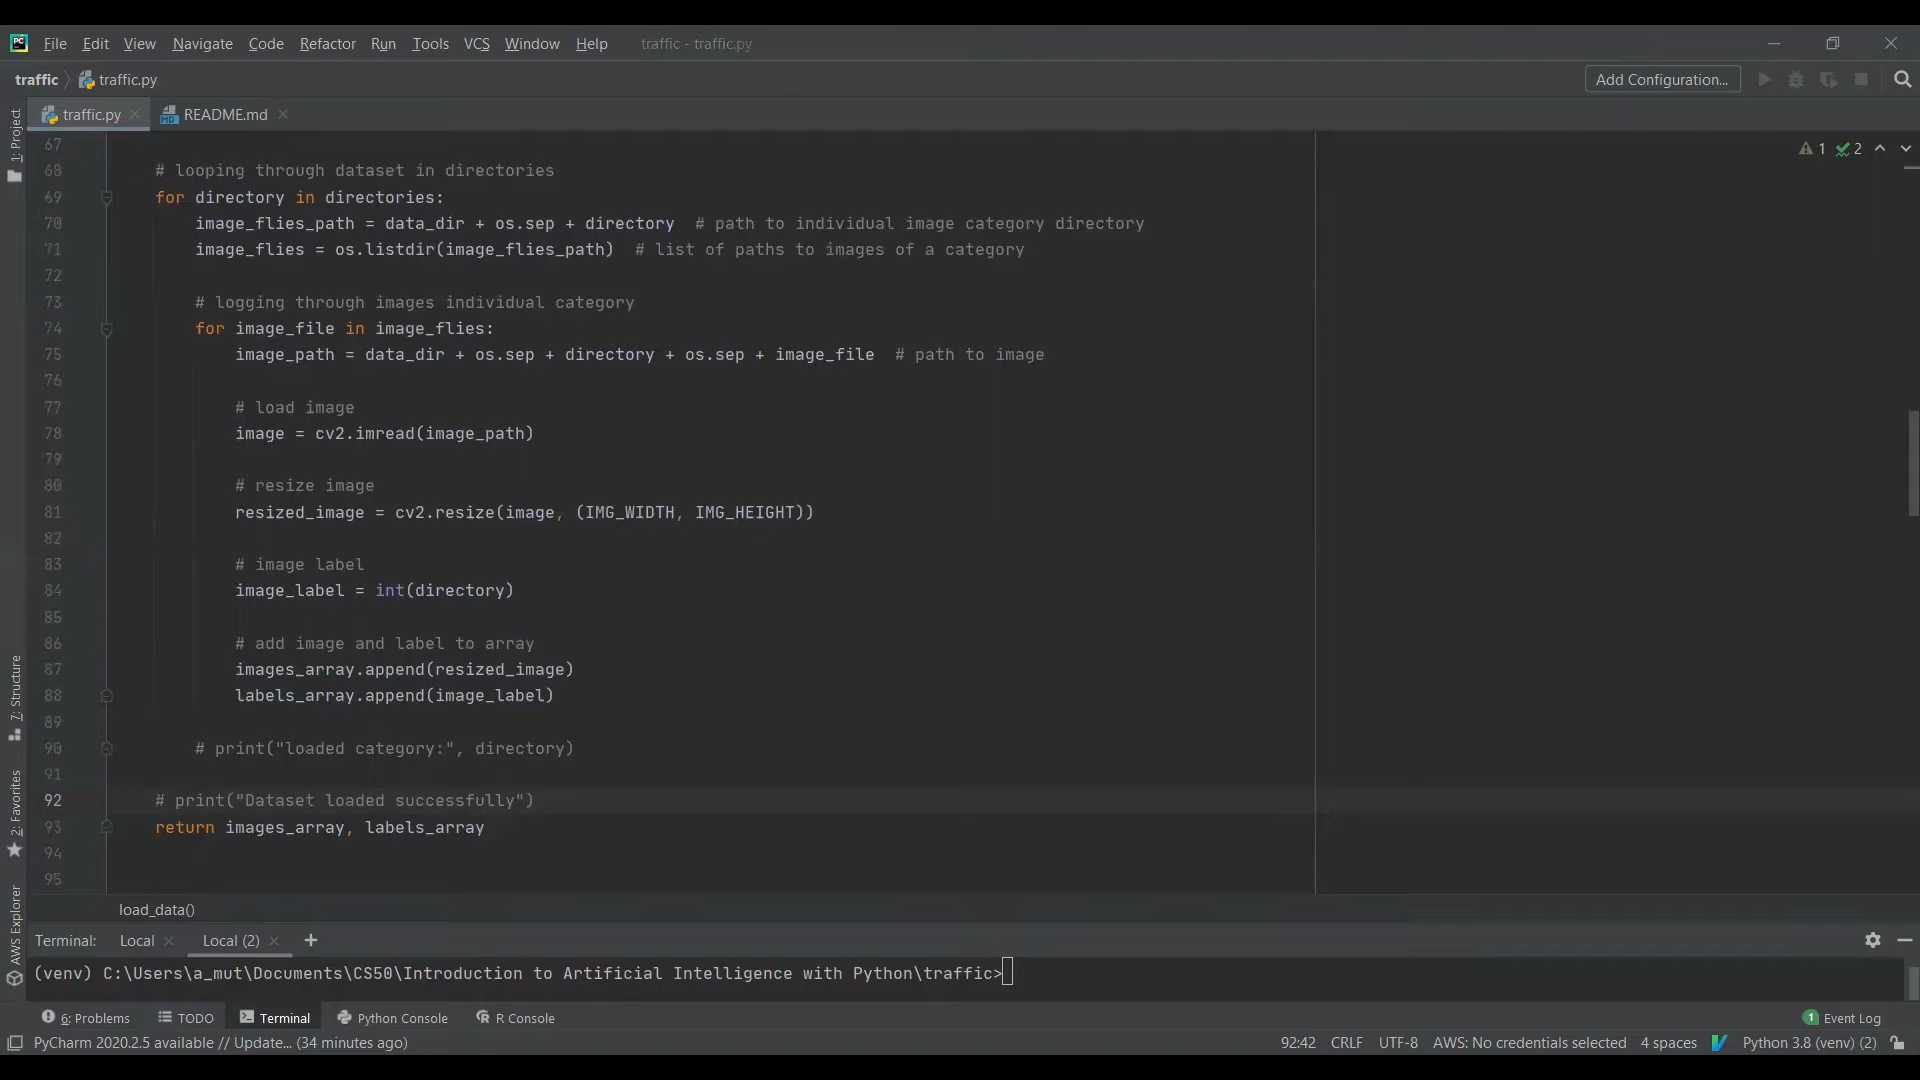 PC File Edit View Navigate Code Refactor Run Tools VCS Window Help traffic - traffic.py
traffic traffic.py Add Configuration...
traffic.py README.md
1: Project
67
68 # looping through dataset in directories
69 for directory in directories:
70 image_flies_path = data_dir + os.sep + directory # path to individual image category directory
71 image_flies = os.listdir(image_flies_path) # list of paths to images of a category
72
73 # logging through images individual category
74 for image_file in image_flies:
75 image_path = data_dir + os.sep + directory + os.sep + image_file # path to image
76
77 # load image
78 image = cv2.imread(image_path)
79
80 # resize image
81 resized_image = cv2.resize(image, (IMG_WIDTH, IMG_HEIGHT))
82
83 # image label
84 image_label = int(directory)
85
86 # add image and label to array
87 images_array.append(resized_image)
88 labels_array.append(image_label)
89
90 # print("loaded category:", directory)
91
92 # print("Dataset loaded successfully")
93 return images_array, labels_array
94
95
1 2
7: Structure
2: Favorites
AWS Explorer
load_data()
Terminal: Local Local (2) +
(venv) C:\Users\a_mut\Documents\CS50\Introduction to Artificial Intelligence with Python\traffic>
6: Problems TODO Terminal Python Console R Console 1 Event Log
PyCharm 2020.2.5 available // Update... (34 minutes ago) 92:42 CRLF UTF-8 AWS: No credentials selected 4 spaces Python 3.8 (venv) (2)